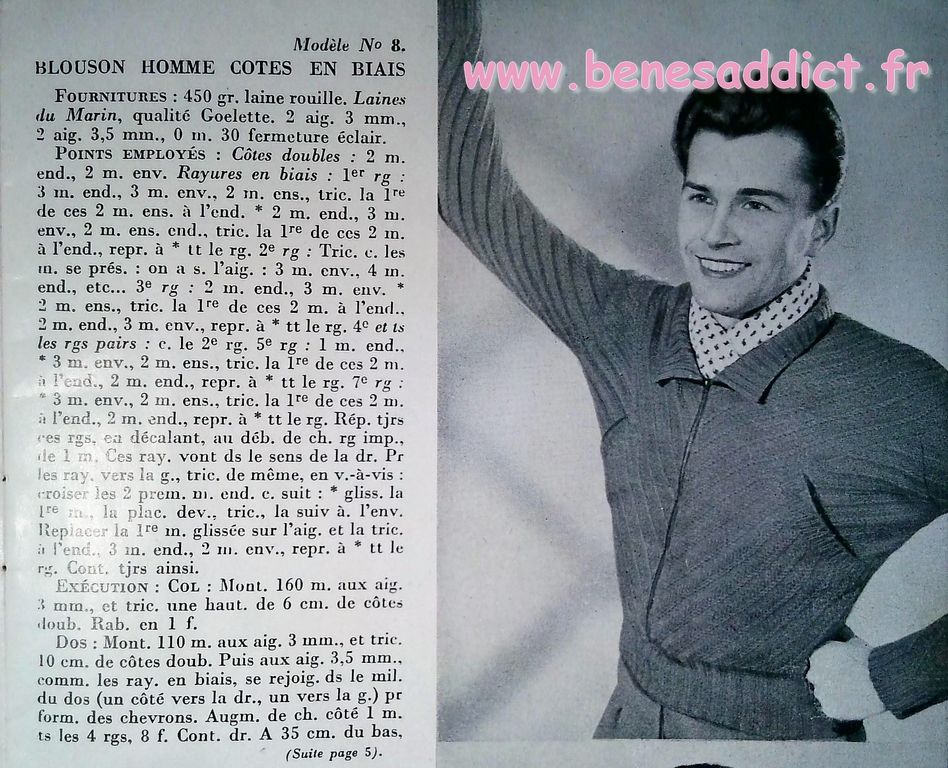 Modèle No 8.
BLOUSON HOMME COTES EN BIAIS
FOURNITURES : 450 gr. laine rouille. Laines
du Marin, qualité Goelette. 2 aig. 3 mm.,
2 aig. 3,5 mm., 0 m. 30 fermeture éclair.
POINTS EMPLOYÉS : Côtes doubles : 2 m.
end., 2 m. env. Rayures en biais : 1er rg :
3 m. end., 3 m. env., 2 m. ens., tric. la 1re
de ces 2 m. ens. à l'end. * 2 m. end., 3 m.
env., 2 m. ens. end., tric. la 1re de ces 2 m.
à l'end., repr. à * tt le rg. 2e rg : Tric. c. les
m. se prés. : on a s. l'aig. : 3 m. env., 4 m.
end., etc... 3e rg : 2 m. end., 3 m. env. *
2 m. ens., tric. la 1re de ces 2 m. à l'end.,
2 m. end., 3 m. env., repr. à * tt le rg. 4e et ts
les rgs pairs : c. le 2e rg. 5e rg : 1 m. end.,
* 3 m. env., 2 m. ens., tric. la 1re de ces 2 m.
à l'end., 2 m. end., repr. à * tt le rg. 7e rg :
* 3 m. env., 2 m. ens., tric. la 1re de ces 2 m.
à l'end., 2 m. end., repr. à * tt le rg. Rép. tjrs
ces rgs, en décalant, au déb. de ch. rg imp.,
de 1 m. Ces ray. vont ds le sens de la dr. Pr
les ray. vers la g., tric. de même, en v.-à-vis :
croiser les 2 prem. m. end. c. suit : * gliss. la
1re m., la plac. dev., tric., la suiv à. l'env.
Replacer la 1re m. glissée sur l'aig. et la tric.
à l'end., 3 m. end., 2 m. env., repr. à * tt le
rg. Cont. tjrs ainsi.
EXÉCUTION : COL : Mont. 160 m. aux aig.
3 mm., et tric. une haut. de 6 cm. de côtes
doub. Rab. en 1 f.
DOS : Mont. 110 m. aux aig. 3 mm., et tric.
10 cm. de côtes doub. Puis aux aig. 3,5 mm.,
comm. les ray. en biais, se rejoig. ds le mil.
du dos (un côté vers la dr., un vers la g.) pr
form. des chevrons. Augm. de ch. côté 1 m.
ts les 4 rgs, 8 f. Cont. dr. A 35 cm. du bas,
(Suite page 5).
www.benesaddict.fr